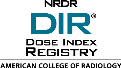 NRDR
DIR®
DOSE INDEX
REGISTRY
AMERICAN COLLEGE OF RADIOLOGY